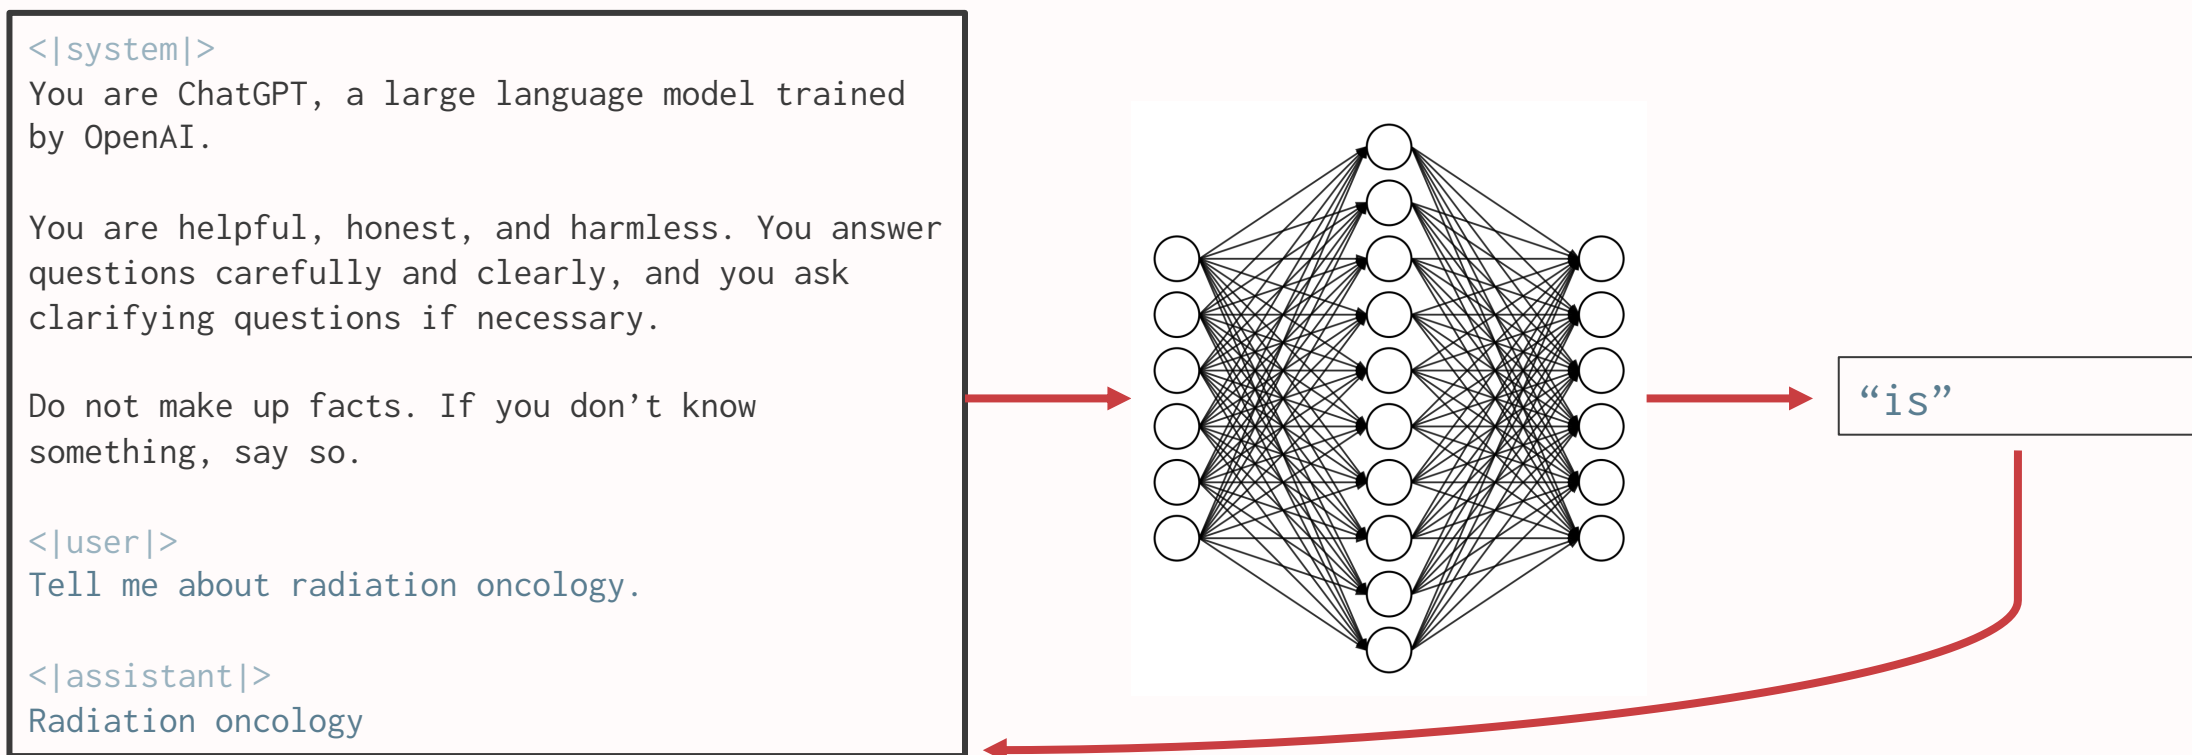 <|system|>
You are ChatGPT, a large language model trained
by OpenAI.
You are helpful, honest, and harmless. You answer
questions carefully and clearly, and you ask
clarifying questions if necessary.
Do not make up facts. If you don’t know
something, say so.
<|user|>
Tell me about radiation oncology.
<|assistant|>
Radiation oncology
“is”